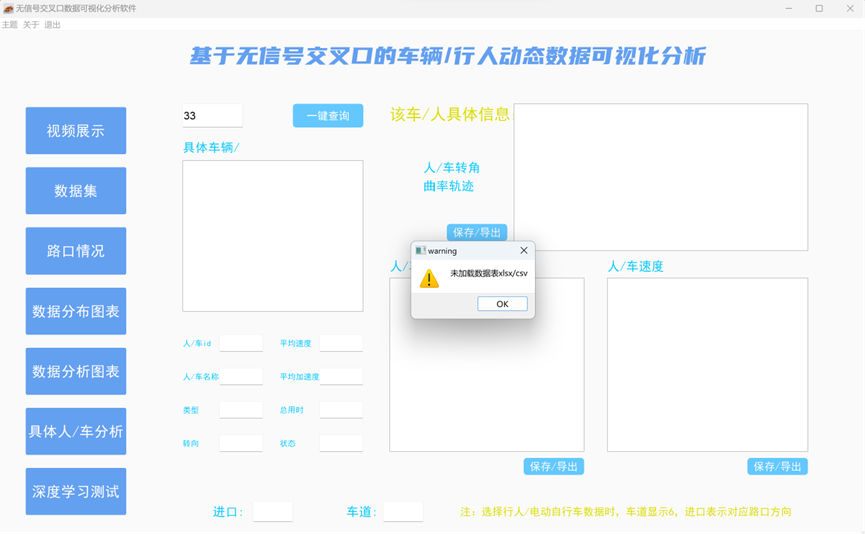 无信号交叉口数据可视化分析软件
主题 关于 退出
基于无信号交叉口的车辆/行人动态数据可视化分析
视频展示
数据集
路口情况
数据分布图表
数据分析图表
具体人/车分析
深度学习测试
33
一键查询
具体车辆/
人/车id
平均速度
人/车名称
平均加速度
类型
总用时
转向
状态
该车/人具体信息
人/车转角
曲率轨迹
保存/导出
warning
未加载数据表xlsx/csv
OK
人/
人/车速度
保存/导出
保存/导出
进口:
车道:
注: 选择行人/电动自行车数据时, 车道显示6, 进口表示对应路口方向